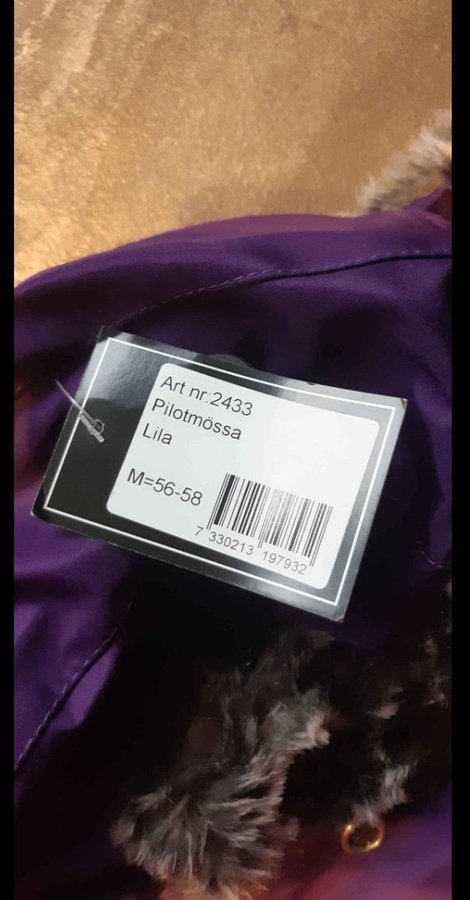 Art nr:2433
Pilotmössa
Lila
M=56-58
7 330213 197932